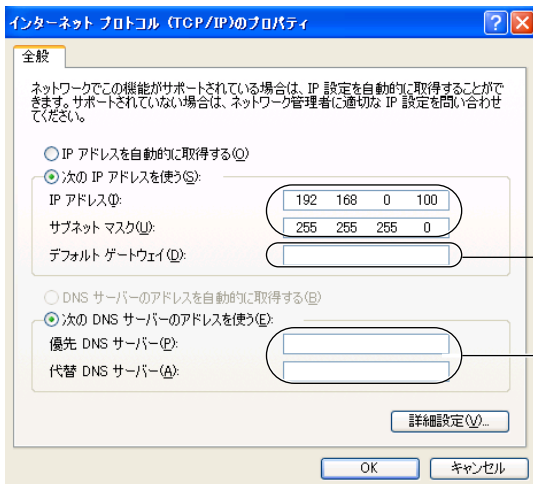 インターネット プロトコル (TCP/IP)のプロパティ
全般
ネットワークでこの機能がサポートされている場合は、IP 設定を自動的に取得することがで
きます。サポートされていない場合は、ネットワーク管理者に適切な IP 設定を問い合わせ
てください。
IP アドレスを自動的に取得する(O)
次の IP アドレスを使う(S):
IP アドレス(I): 192 168 0 100
サブネット マスク(U): 255 255 255 0
デフォルト ゲートウェイ(D):
DNS サーバーのアドレスを自動的に取得する(B)
次の DNS サーバーのアドレスを使う(E):
優先 DNS サーバー(P):
代替 DNS サーバー(A):
詳細設定(V)...
OK キャンセル